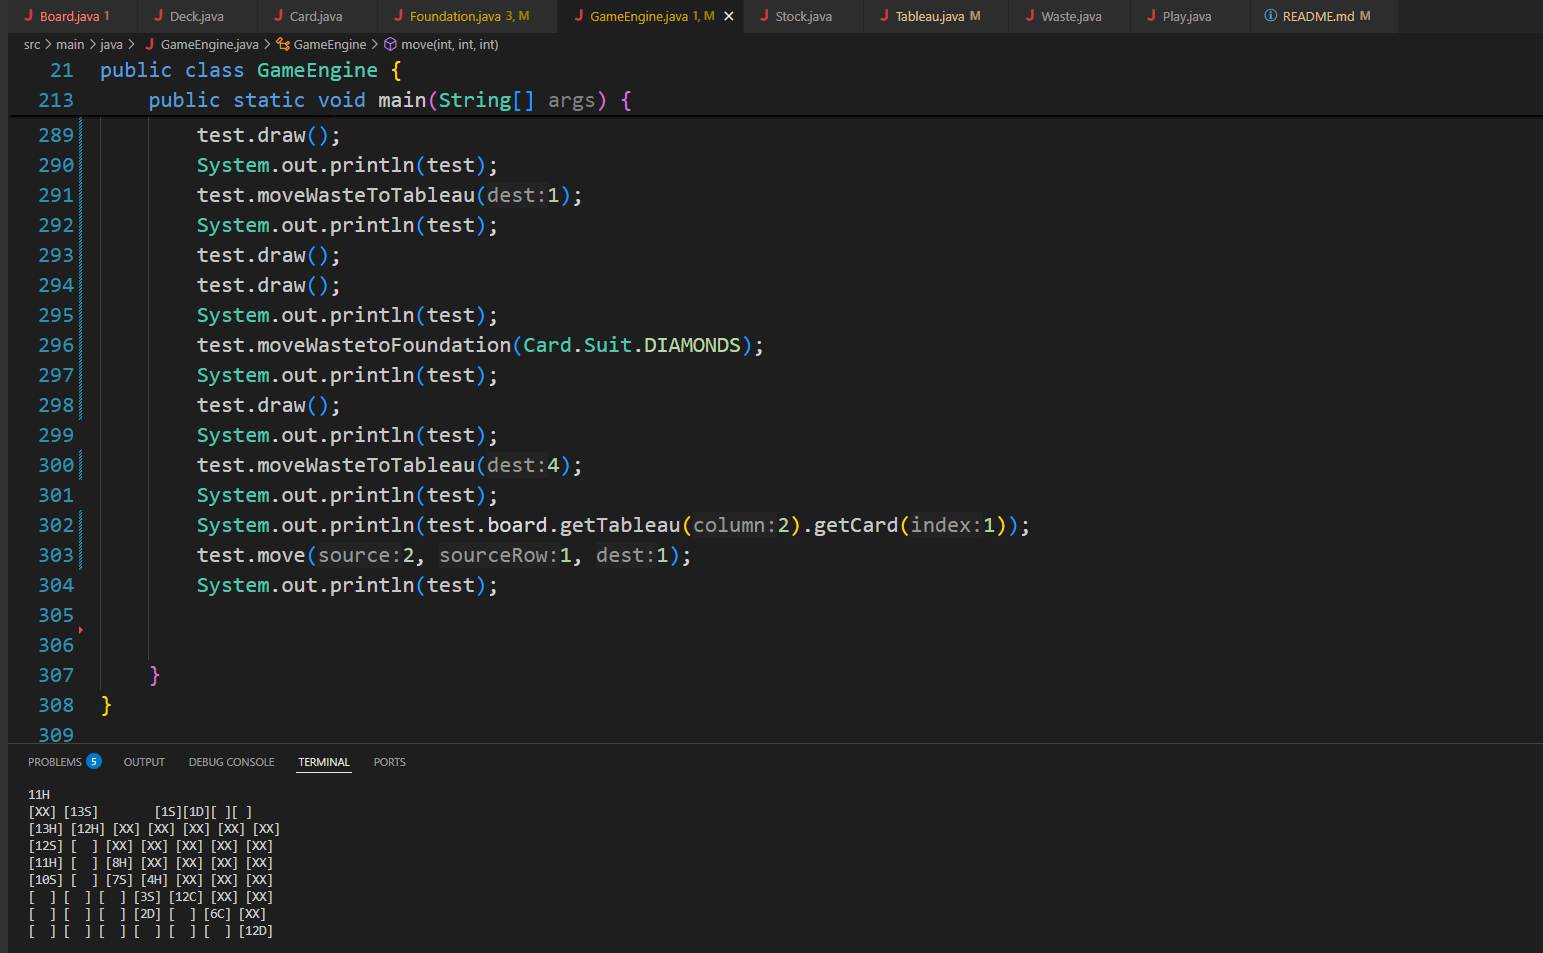 Board.java 1 Deck.java Card.java Foundation.java 3, M GameEngine.java 1, M Stock.java Tableau.java M Waste.java Play.java README.md M
src > main > java > GameEngine.java > GameEngine > move(int, int, int)
21 public class GameEngine {
213 public static void main(String[] args) {
289 test.draw();
290 System.out.println(test);
291 test.moveWasteToTableau(dest:1);
292 System.out.println(test);
293 test.draw();
294 test.draw();
295 System.out.println(test);
296 test.moveWastetoFoundation(Card.Suit.DIAMONDS);
297 System.out.println(test);
298 test.draw();
299 System.out.println(test);
300 test.moveWasteToTableau(dest:4);
301 System.out.println(test);
302 System.out.println(test.board.getTableau(column:2).getCard(index:1));
303 test.move(source:2, sourceRow:1, dest:1);
304 System.out.println(test);
305
306
307 }
308 }
309
PROBLEMS 5 OUTPUT DEBUG CONSOLE TERMINAL PORTS
11H
[XX] [13S] [1S][1D][ ][ ]
[13H] [12H] [XX] [XX] [XX] [XX] [XX]
[12S] [ ] [XX] [XX] [XX] [XX] [XX]
[11H] [ ] [8H] [XX] [XX] [XX] [XX]
[10S] [ ] [7S] [4H] [XX] [XX] [XX]
[ ] [ ] [ ] [3S] [12C] [XX] [XX]
[ ] [ ] [ ] [2D] [ ] [6C] [XX]
[ ] [ ] [ ] [ ] [ ] [ ] [12D]